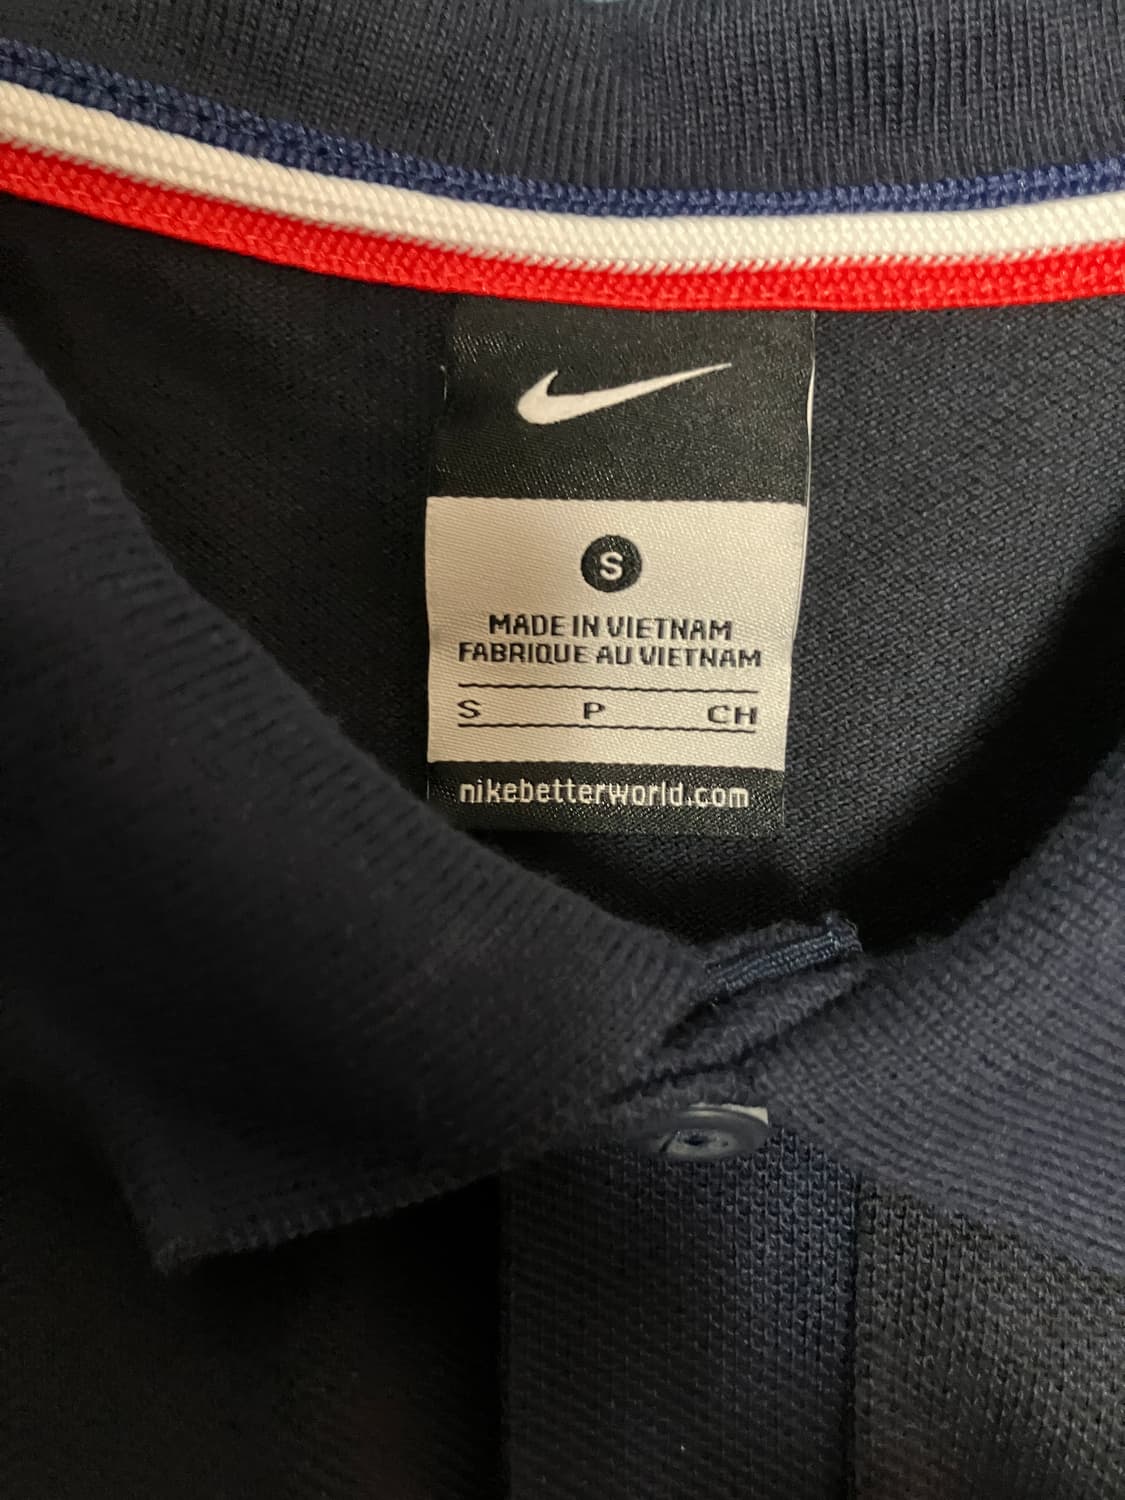 S
MADE IN VIETNAM
FABRIQUE AU VIETNAM
S P CH
nikebetterworld.com